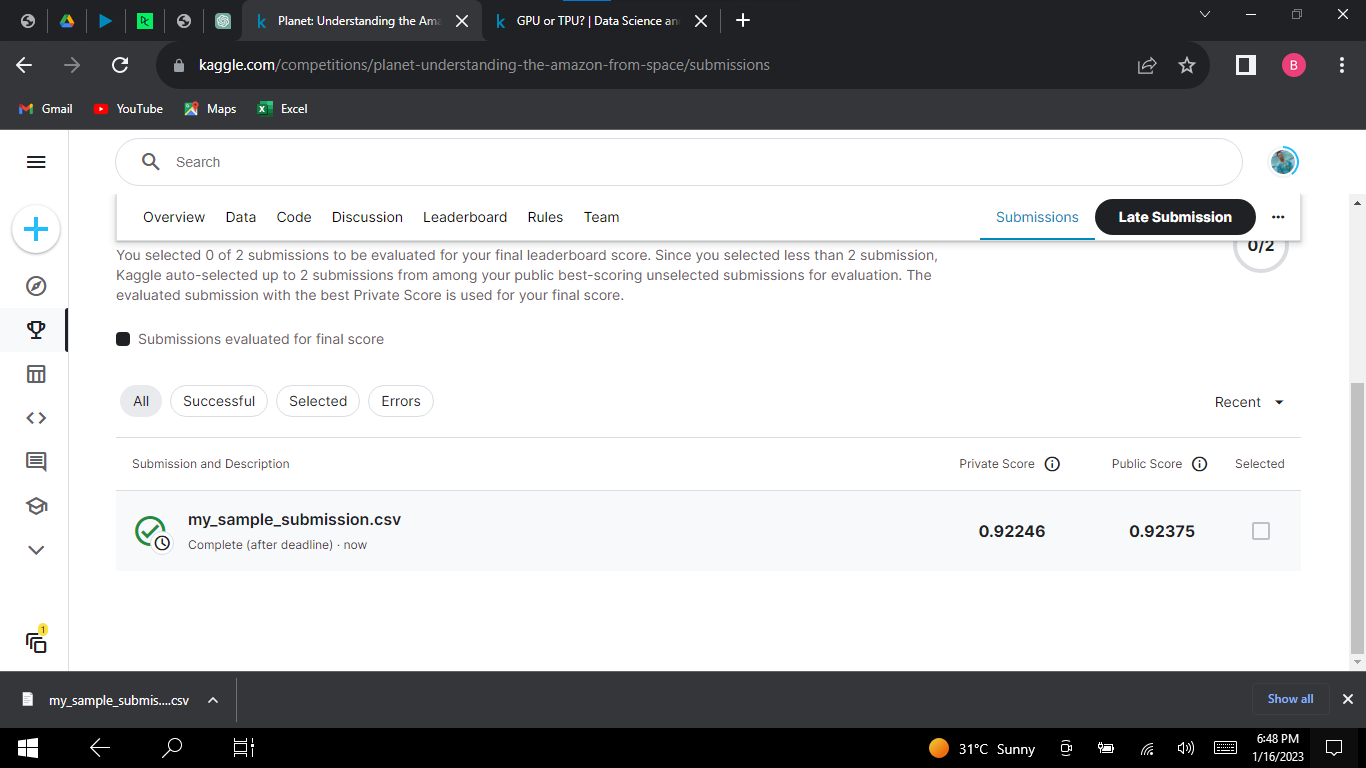 Planet: Understanding the Ama
GPU or TPU? | Data Science an
kaggle.com/competitions/planet-understanding-the-amazon-from-space/submissions
B
Gmail
YouTube
Maps
Excel
Search
Overview
Data
Code
Discussion
Leaderboard
Rules
Team
Submissions
Late Submission
0/2
You selected 0 of 2 submissions to be evaluated for your final leaderboard score. Since you selected less than 2 submission,
Kaggle auto-selected up to 2 submissions from among your public best-scoring unselected submissions for evaluation. The
evaluated submission with the best Private Score is used for your final score.
Submissions evaluated for final score
All
Successful
Selected
Errors
Recent
Submission and Description
Private Score
Public Score
Selected
my_sample_submission.csv
Complete (after deadline) · now
0.92246
0.92375
1
my_sample_submis....csv
Show all
31°C Sunny
6:48 PM
1/16/2023